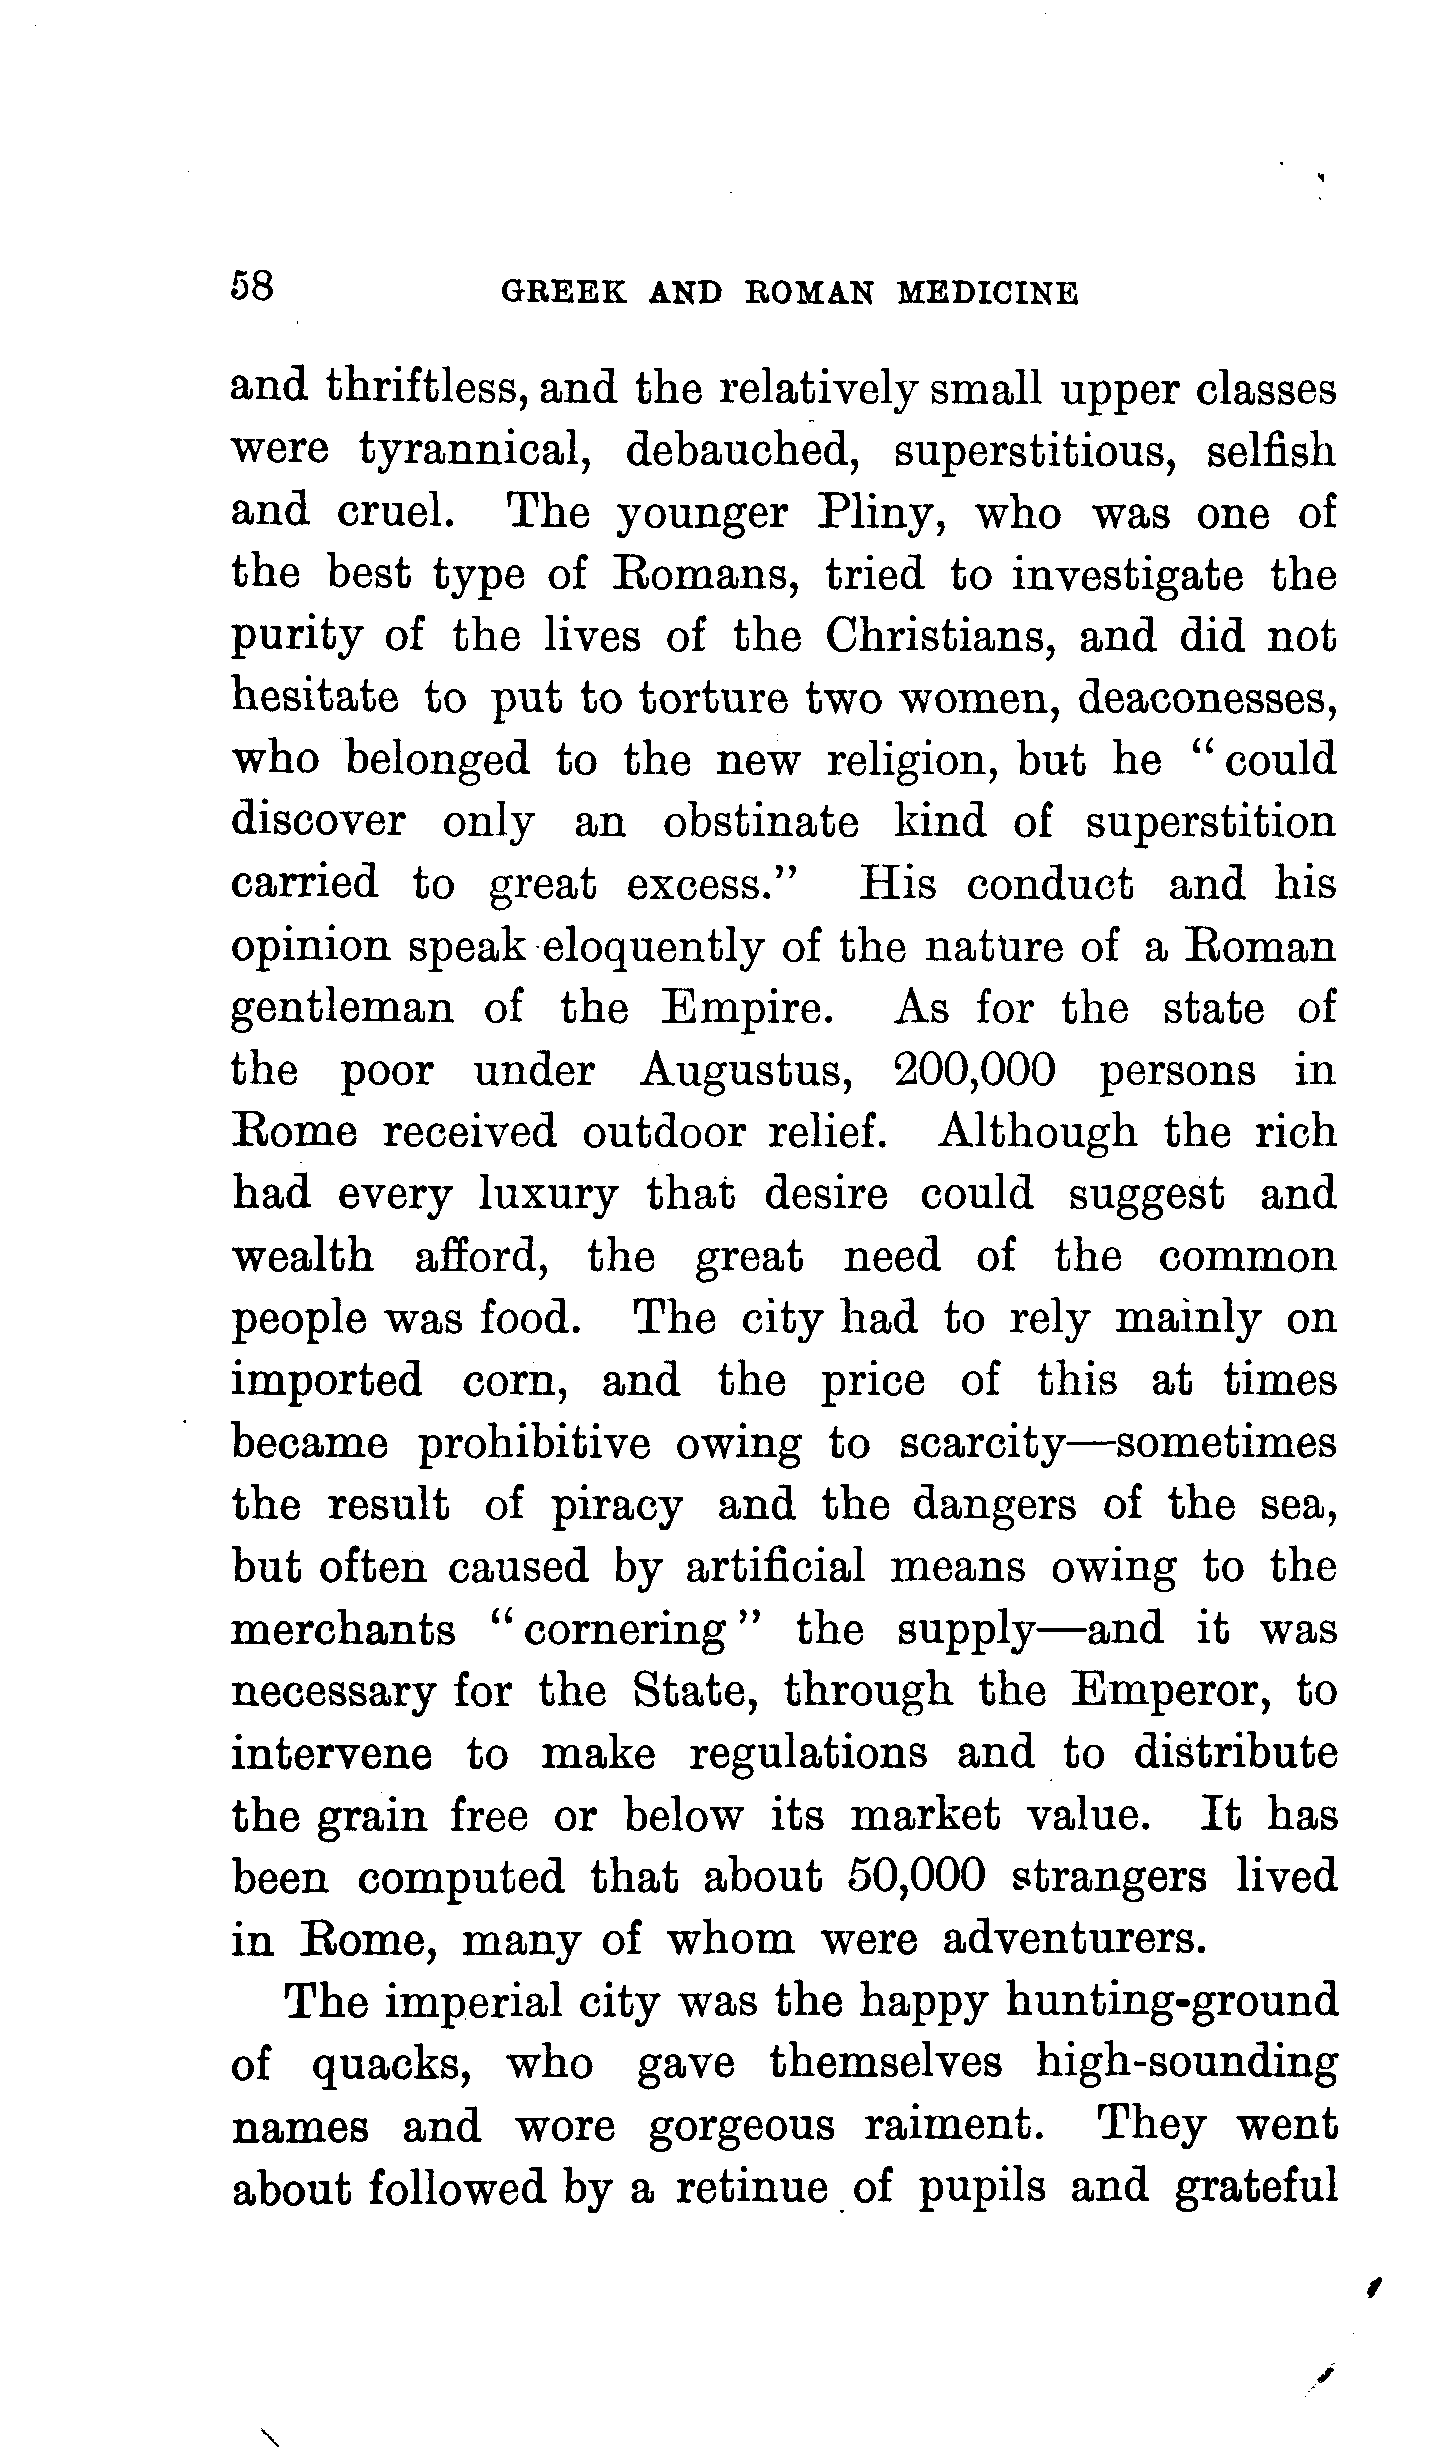 58 GREEK AND ROMAN MEDICINE
and thriftless, and the relatively small upper classes
were tyrannical, debauched, superstitious, selfish
and cruel. The younger Pliny, who was one of
the best type of Romans, tried to investigate the
purity of the lives of the Christians, and did not
hesitate to put to torture two women, deaconesses,
who belonged to the new religion, but he “could
discover only an obstinate kind of superstition
carried to great excess.” His conduct and his
opinion speak eloquently of the nature of a Roman
gentleman of the Empire. As for the state of
the poor under Augustus, 200,000 persons in
Rome received outdoor relief. Although the rich
had every luxury that desire could suggest and
wealth afford, the great need of the common
people was food. The city had to rely mainly on
imported corn, and the price of this at times
became prohibitive owing to scarcity—sometimes
the result of piracy and the dangers of the sea,
but often caused by artificial means owing to the
merchants “cornering” the supply—and it was
necessary for the State, through the Emperor, to
intervene to make regulations and to distribute
the grain free or below its market value. It has
been computed that about 50,000 strangers lived
in Rome, many of whom were adventurers.
The imperial city was the happy hunting-ground
of quacks, who gave themselves high-sounding
names and wore gorgeous raiment. They went
about followed by a retinue of pupils and grateful